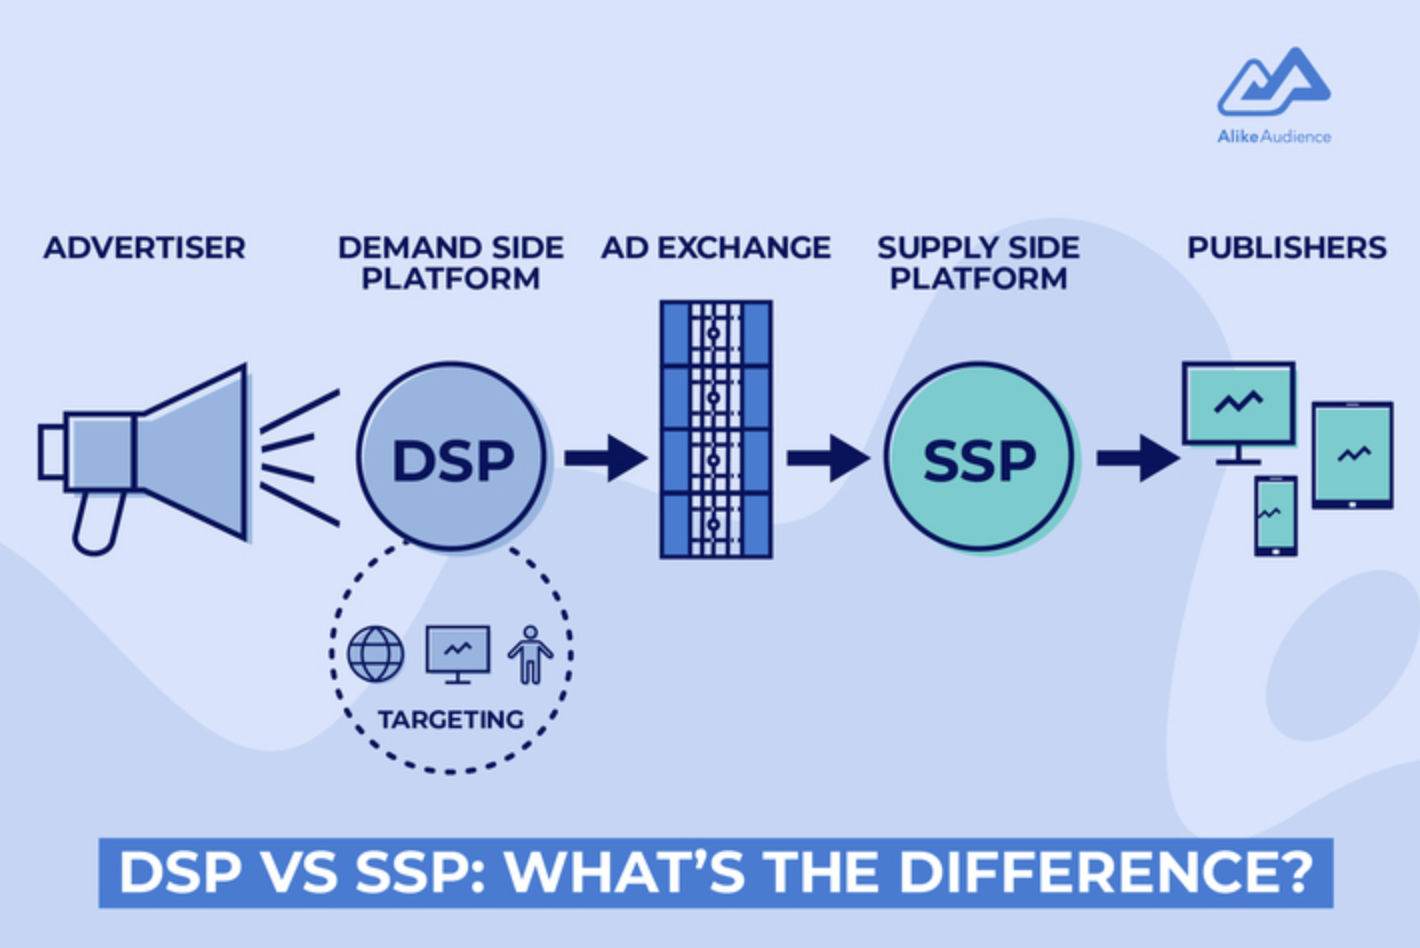 AlikeAudience
ADVERTISER
DEMAND SIDE
PLATFORM
AD EXCHANGE
SUPPLY SIDE
PLATFORM
PUBLISHERS
DSP
SSP
TARGETING
DSP VS SSP: WHAT'S THE DIFFERENCE?